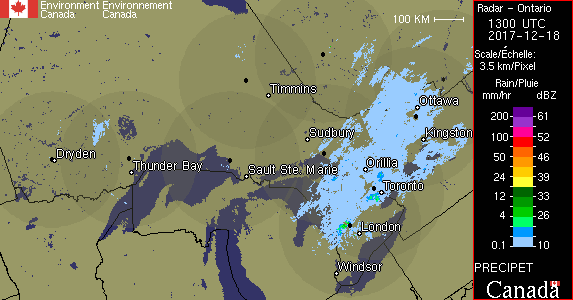 Environment Environnement
Canada Canada
100 KM
Timmins
Ottawa
Sudbury
Kingston
Dryden
Thunder Bay
Sault Ste. Marie
Orillia
Toronto
London
Windsor
Radar - Ontario
1300 UTC
2017-12-18
Scale/Échelle:
3.5 km/Pixel
Rain/Pluie
mm/hr dBZ
200 61
100 52
50 46
24 39
12 33
4 26
0.1 10
PRECIPET
Canada